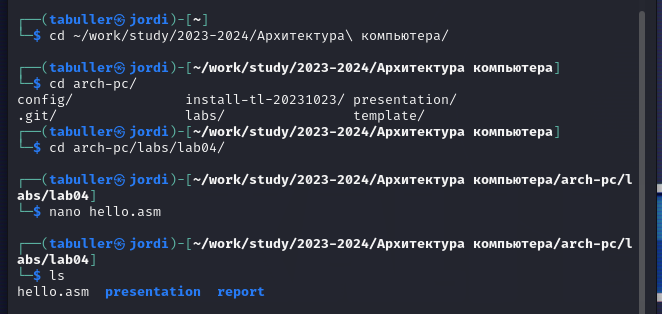 ┌──(tabuller㉿jordi)-[~]
└─$ cd ~/work/study/2023-2024/Архитектура\ компьютера/
┌──(tabuller㉿jordi)-[~/work/study/2023-2024/Архитектура компьютера]
└─$ cd arch-pc/
config/ install-tl-20231023/ presentation/
.git/ labs/ template/
┌──(tabuller㉿jordi)-[~/work/study/2023-2024/Архитектура компьютера]
└─$ cd arch-pc/labs/lab04/
┌──(tabuller㉿jordi)-[~/work/study/2023-2024/Архитектура компьютера/arch-pc/l
abs/lab04]
└─$ nano hello.asm
┌──(tabuller㉿jordi)-[~/work/study/2023-2024/Архитектура компьютера/arch-pc/l
abs/lab04]
└─$ ls
hello.asm presentation report